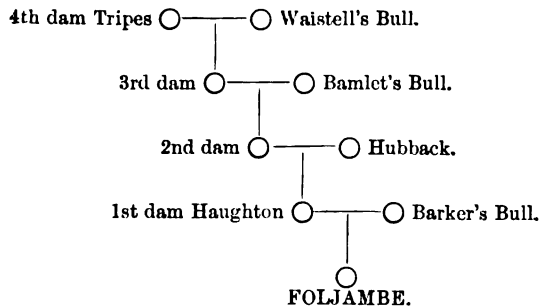 4th dam Tripes Waistell's Bull.
3rd dam Bamlet's Bull.
2nd dam Hubback.
1st dam Haughton Barker's Bull.
FOLJAMBE.